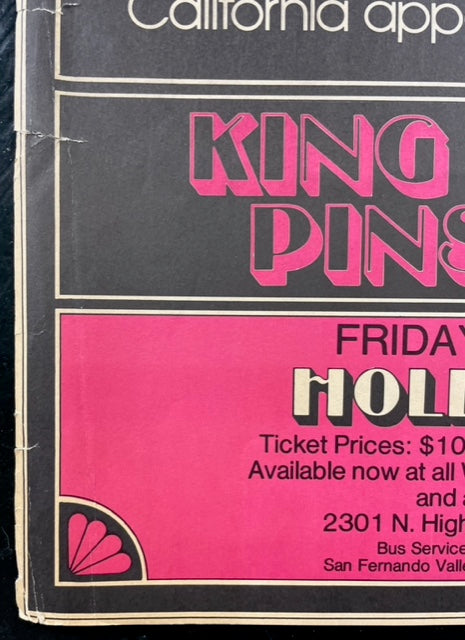 California app
KING
PINS
FRIDAY
HOLL
Ticket Prices: $10
Available now at all
and a
2301 N. High
Bus Service
San Fernando Valle